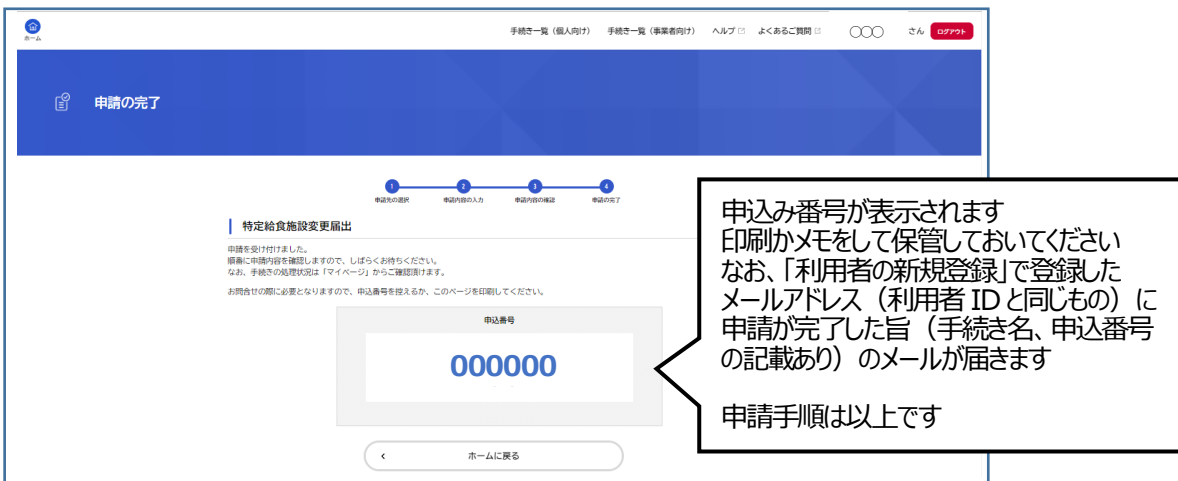 ホーム
手続き一覧（個人向け） 手続き一覧（事業者向け） ヘルプ よくあるご質問 〇〇〇 さん ログアウト
申請の完了
1 2 3 4
申請先の選択 申請内容の入力 申請内容の確認 申請の完了
特定給食施設変更届出
申請を受け付けました。
順番に申請内容を確認しますので、しばらくお待ちください。
なお、手続きの処理状況は「マイページ」からご確認頂けます。
お問合せの際に必要となりますので、申込番号を控えるか、このページを印刷してください。
申込番号
000000
ホームに戻る
申込み番号が表示されます
印刷かメモをして保管しておいてください
なお、「利用者の新規登録」で登録した
メールアドレス（利用者 ID と同じもの）に
申請が完了した旨（手続き名、申込番号
の記載あり）のメールが届きます
申請手順は以上です